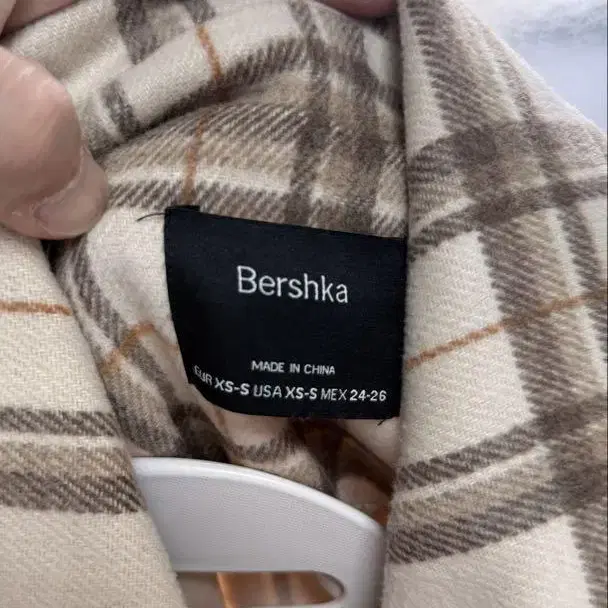 Bershka
MADE IN CHINA
EUR XS-S USA XS-S MEX 24-26